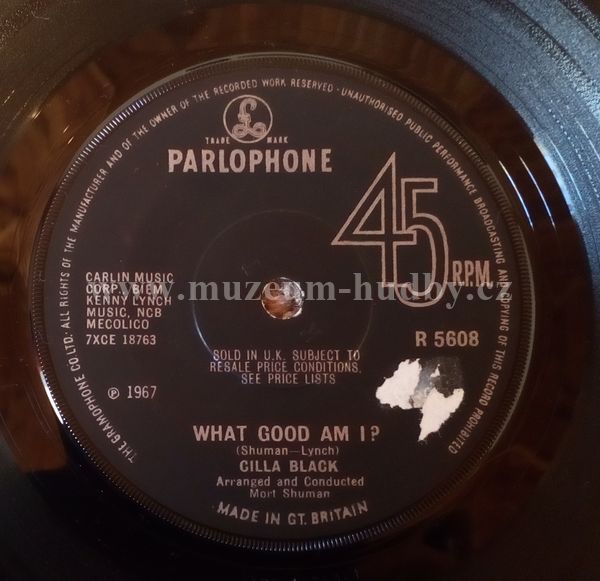 THE GRAMOPHONE CO. LTD. ALL RIGHTS OF THE MANUFACTURER AND OF THE OWNER OF THE RECORDED WORK RESERVED · UNAUTHORISED PUBLIC PERFORMANCE BROADCASTING AND COPYING OF THIS RECORD PROHIBITED
£
TRADE MARK
PARLOPHONE
45
R.P.M.
CARLIN MUSIC
CORP./BIEM
KENNY LYNCH
MUSIC, NCB
MECOLICO
7XCE 18763
www.muzeum-hudby.cz
R 5608
SOLD IN U.K. SUBJECT TO
RESALE PRICE CONDITIONS,
SEE PRICE LISTS
℗ 1967
WHAT GOOD AM I?
(Shuman—Lynch)
CILLA BLACK
Arranged and Conducted
Mort Shuman
MADE IN GT. BRITAIN